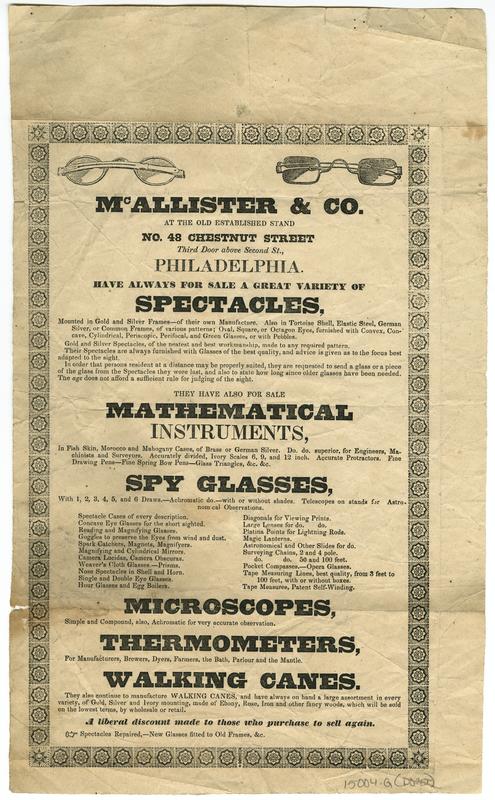 McALLISTER & CO.
AT THE OLD ESTABLISHED STAND
NO. 48 CHESTNUT STREET
Third Door above Second St.,
PHILADELPHIA.
HAVE ALWAYS FOR SALE A GREAT VARIETY OF
SPECTACLES,
Mounted in Gold and Silver Frames—of their own Manufacture. Also in Tortoise Shell, Elastic Steel, German
Silver, or Common Frames, of various patterns; Oval, Square, or Octagon Eyes, furnished with Convex, Con-
cave, Cylindrical, Periscopic, Perifocal, and Green Glasses, or with Pebbles.
Gold and Silver Spectacles, of the neatest and best workmanship, made to any required pattern.
Their Spectacles are always furnished with Glasses of the best quality, and advice is given as to the focus best
adapted to the sight.
In order that persons resident at a distance may be properly suited, they are requested to send a glass or a piece
of the glass from the Spectacles they have used last, and also to state how long since older glasses have been needed.
The age does not afford a sufficient rule for judging of the sight.
THEY HAVE ALSO FOR SALE
MATHEMATICAL
INSTRUMENTS,
In Fish Skin, Morocco and Mahogany Cases, of Brass or German Silver. Do. do. superior, for Engineers, Ma-
chinists and Surveyors. Accurately divided, Ivory Scales 6, 9, and 12 inch. Accurate Protractors. Fine
Drawing Pens—Fine Spring Bow Pens—Glass Triangles, &c. &c.
SPY GLASSES,
With 1, 2, 3, 4, 5, and 6 Draws.—Achromatic do.—with or without shades. Telescopes on stands for Astro-
nomical Observations.
Spectacle Cases of every description.
Concave Eye Glasses for the short sighted.
Reading and Magnifying Glasses.
Goggles to preserve the Eyes from wind and dust.
Spark Catchers, Magnets, Magnifyers.
Magnifying and Cylindrical Mirrors.
Camera Lucidas, Camera Obscuras.
Weaver's Cloth Glasses—Prisms.
Nose Spectacles in Shell and Horn.
Single and Double Eye Glasses.
Hour Glasses and Egg Boilers.
Diagonals for Viewing Prints.
Large Lenses for do. do.
Platina Points for Lightning Rods.
Magic Lanterns.
Astronomical and Other Slides for do.
Surveying Chains, 2 and 4 pole.
do. do. 50 and 100 feet.
Pocket Compasses.—Opera Glasses,
Tape Measuring Lines, best quality, from 3 feet to
100 feet, with or without boxes.
Tape Measures, Patent Self-Winding.
MICROSCOPES,
Simple and Compound, also, Achromatic for very accurate observation.
THERMOMETERS,
For Manufacturers, Browers, Dyers, Farmers, the Bath, Parlour and the Mantle.
WALKING CANES.
They also continue to manufacture WALKING CANES, and have always on hand a large assortment in every
variety, of Gold, Silver and Ivory mounting, made of Ebony, Rose, Iron and other fancy woods, which will be sold
on the lowest terms, by wholesale or retail.
A liberal discount made to those who purchase to sell again.
☞ Spectacles Repaired,—New Glasses fitted to Old Frames, &c.